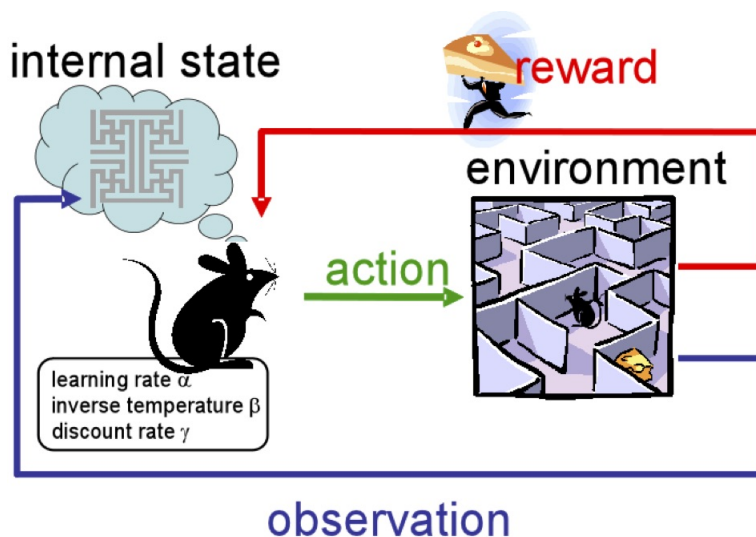 internal state
reward
environment
action
learning rate α
inverse temperature β
discount rate γ
observation